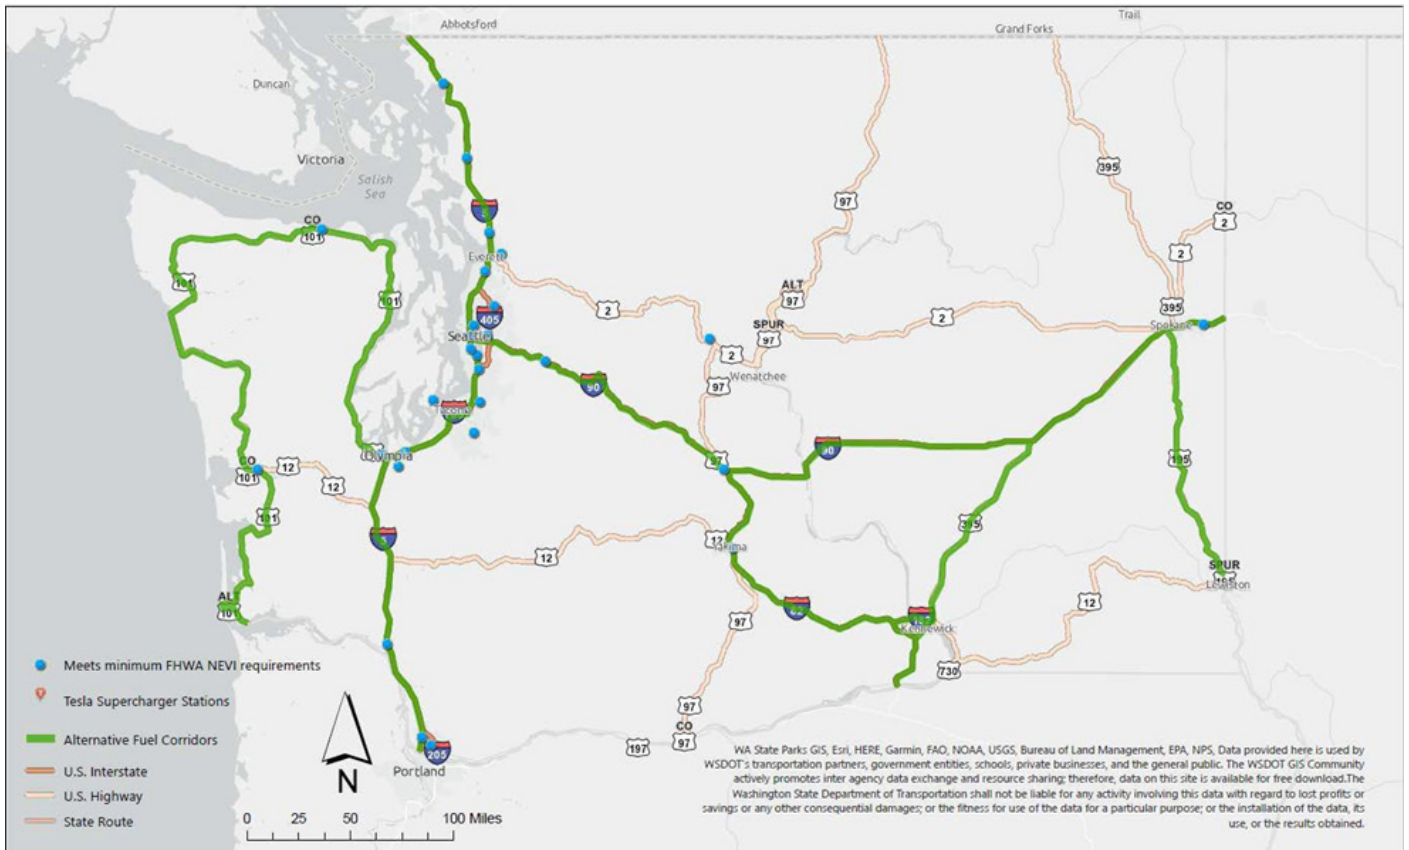 Abbotsford
Trail
Grand Forks
Duncan
Victoria
Salish
Sea
395
97
CO
2
CO
101
5
Everett
2
101
101
ALT
97
2
395
405
2
SPUR
97
Spokane
Seattle
2
Wenatchee
90
97
Tacoma
Olympia
97
90
CO
101
12
195
12
101
395
5
12
12
Yakima
SPUR
195
Lewiston
ALT
101
82
12
97
Kennewick
730
97
CO
97
197
205
Portland
Meets minimum FHWA NEVI requirements
Tesla Supercharger Stations
Alternative Fuel Corridors
U.S. Interstate
U.S. Highway
State Route
N
0 25 50 100 Miles
WA State Parks GIS, Esri, HERE, Garmin, FAO, NOAA, USGS, Bureau of Land Management, EPA, NPS, Data provided here is used by
WSDOT's transportation partners, government entities, schools, private businesses, and the general public. The WSDOT GIS Community
actively promotes inter agency data exchange and resource sharing; therefore, data on this site is available for free download.The
Washington State Department of Transportation shall not be liable for any activity involving this data with regard to lost profits or
savings or any other consequential damages; or the fitness for use of the data for a particular purpose; or the installation of the data, its
use, or the results obtained.